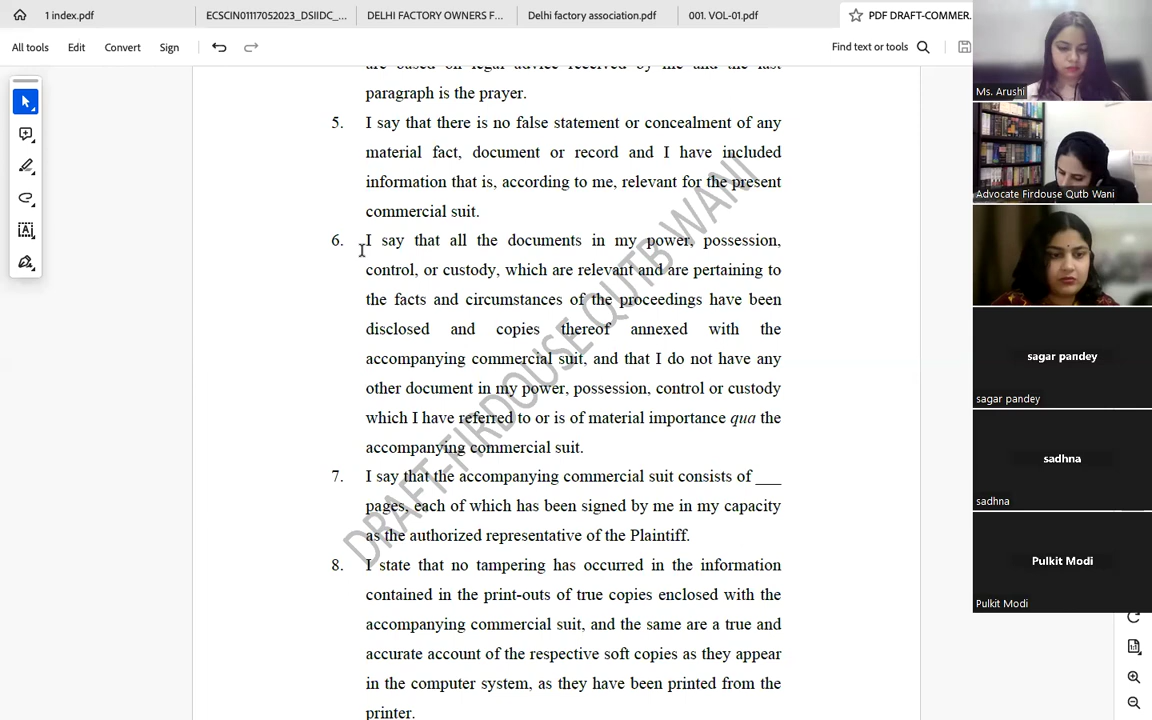 1 index.pdf
ECSCIN01117052023_DSIIDC_...
DELHI FACTORY OWNERS F...
Delhi factory association.pdf
001. VOL-01.pdf
PDF DRAFT-COMMER.
All tools
Edit
Convert
Sign
Find text or tools
are based on legal advice received by me and the last
paragraph is the prayer.
5. I say that there is no false statement or concealment of any
material fact, document or record and I have included
information that is, according to me, relevant for the present
commercial suit.
6. I say that all the documents in my power, possession,
control, or custody, which are relevant and are pertaining to
the facts and circumstances of the proceedings have been
disclosed and copies thereof annexed with the
accompanying commercial suit, and that I do not have any
other document in my power, possession, control or custody
which I have referred to or is of material importance qua the
accompanying commercial suit.
7. I say that the accompanying commercial suit consists of ___
pages, each of which has been signed by me in my capacity
as the authorized representative of the Plaintiff.
8. I state that no tampering has occurred in the information
contained in the print-outs of true copies enclosed with the
accompanying commercial suit, and the same are a true and
accurate account of the respective soft copies as they appear
in the computer system, as they have been printed from the
printer.
DRAFT-FIRDOUSE QUTB WANI
Ms. Arushi
Advocate Firdouse Qutb Wani
sagar pandey
sagar pandey
sadhna
sadhna
Pulkit Modi
Pulkit Modi